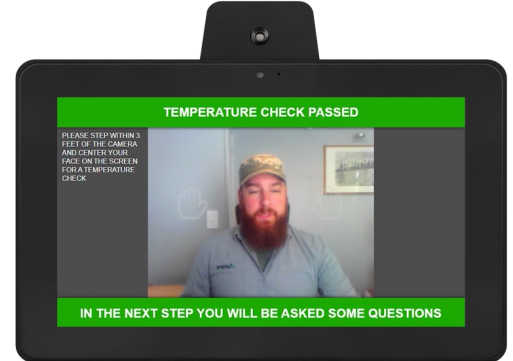 TEMPERATURE CHECK PASSED
PLEASE STEP WITHIN 3
FEET OF THE CAMERA
AND CENTER YOUR
FACE ON THE SCREEN
FOR A TEMPERATURE
CHECK
IN THE NEXT STEP YOU WILL BE ASKED SOME QUESTIONS